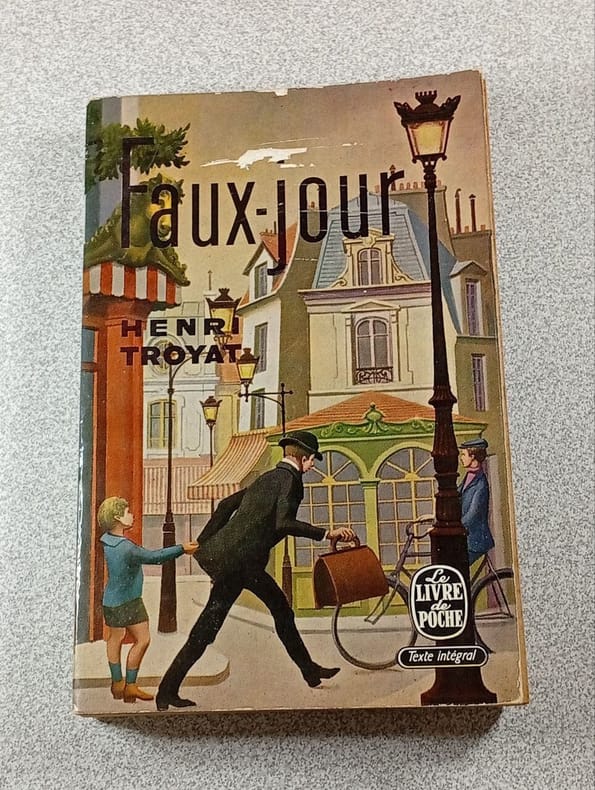 Faux-jour
HENRI
TROYAT
Le
LIVRE
de
POCHE
Texte intégral